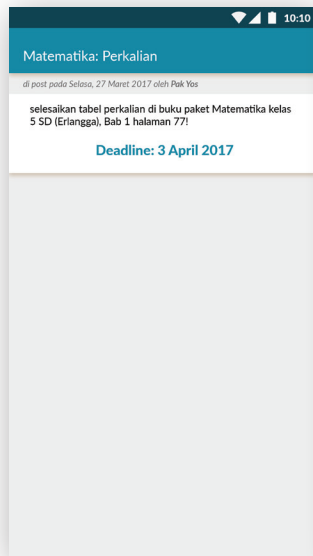 10:10
Matematika: Perkalian
di post pada Selasa, 27 Maret 2017 oleh Pak Yos
selesaikan tabel perkalian di buku paket Matematika kelas
5 SD (Erlangga), Bab 1 halaman 77!
Deadline: 3 April 2017